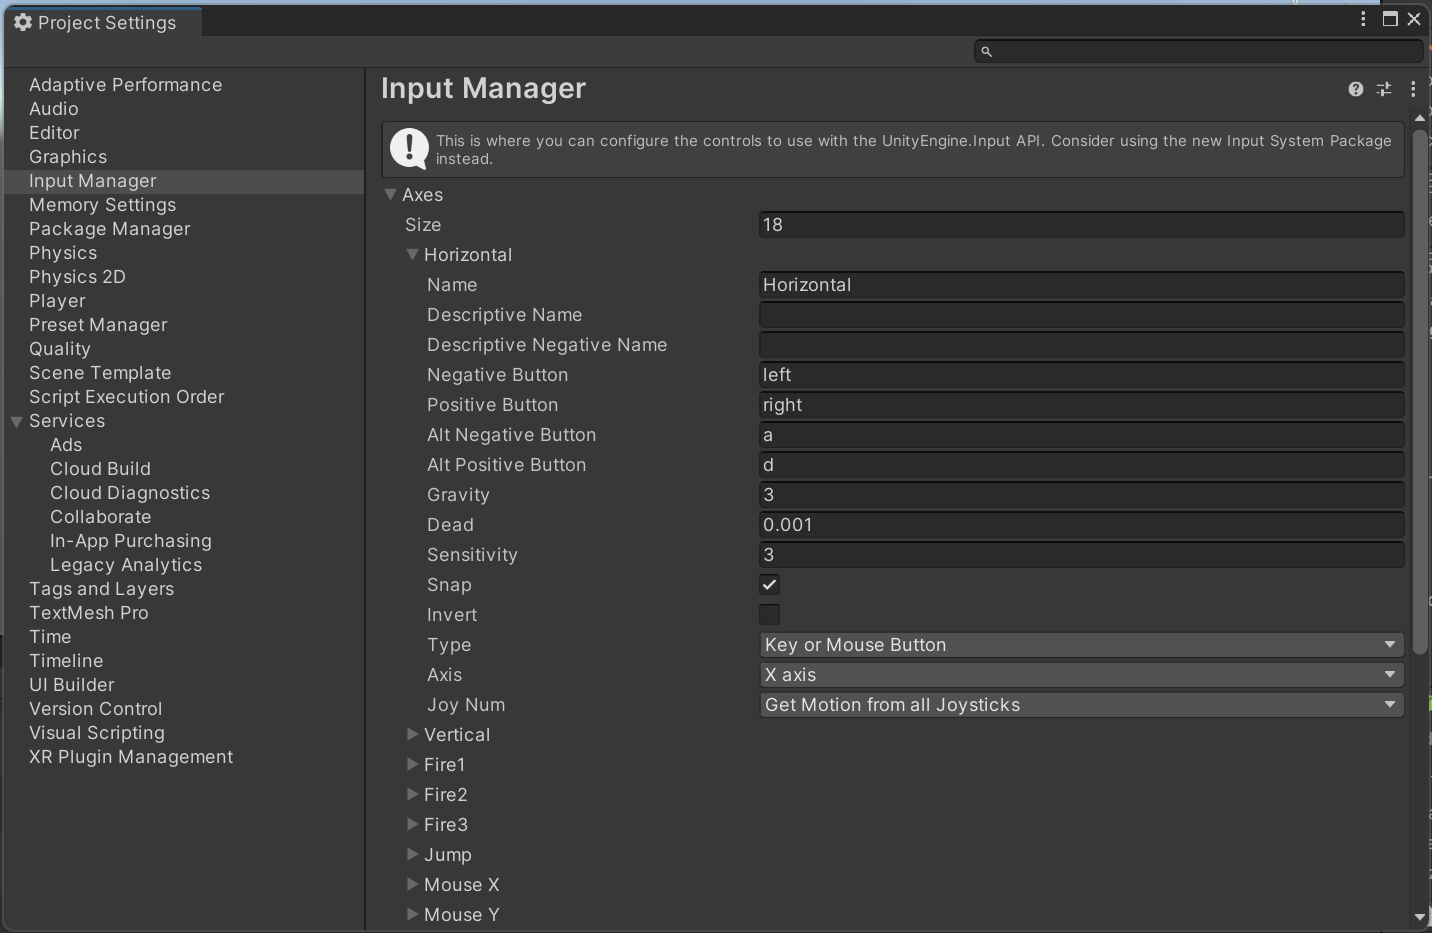 Project Settings
Adaptive Performance
Audio
Editor
Graphics
Input Manager
Memory Settings
Package Manager
Physics
Physics 2D
Player
Preset Manager
Quality
Scene Template
Script Execution Order
Services
Ads
Cloud Build
Cloud Diagnostics
Collaborate
In-App Purchasing
Legacy Analytics
Tags and Layers
TextMesh Pro
Time
Timeline
UI Builder
Version Control
Visual Scripting
XR Plugin Management
Input Manager
This is where you can configure the controls to use with the UnityEngine.Input API. Consider using the new Input System Package
instead.
Axes
Size 18
Horizontal
Name Horizontal
Descriptive Name
Descriptive Negative Name
Negative Button left
Positive Button right
Alt Negative Button a
Alt Positive Button d
Gravity 3
Dead 0.001
Sensitivity 3
Snap
Invert
Type Key or Mouse Button
Axis X axis
Joy Num Get Motion from all Joysticks
Vertical
Fire1
Fire2
Fire3
Jump
Mouse X
Mouse Y